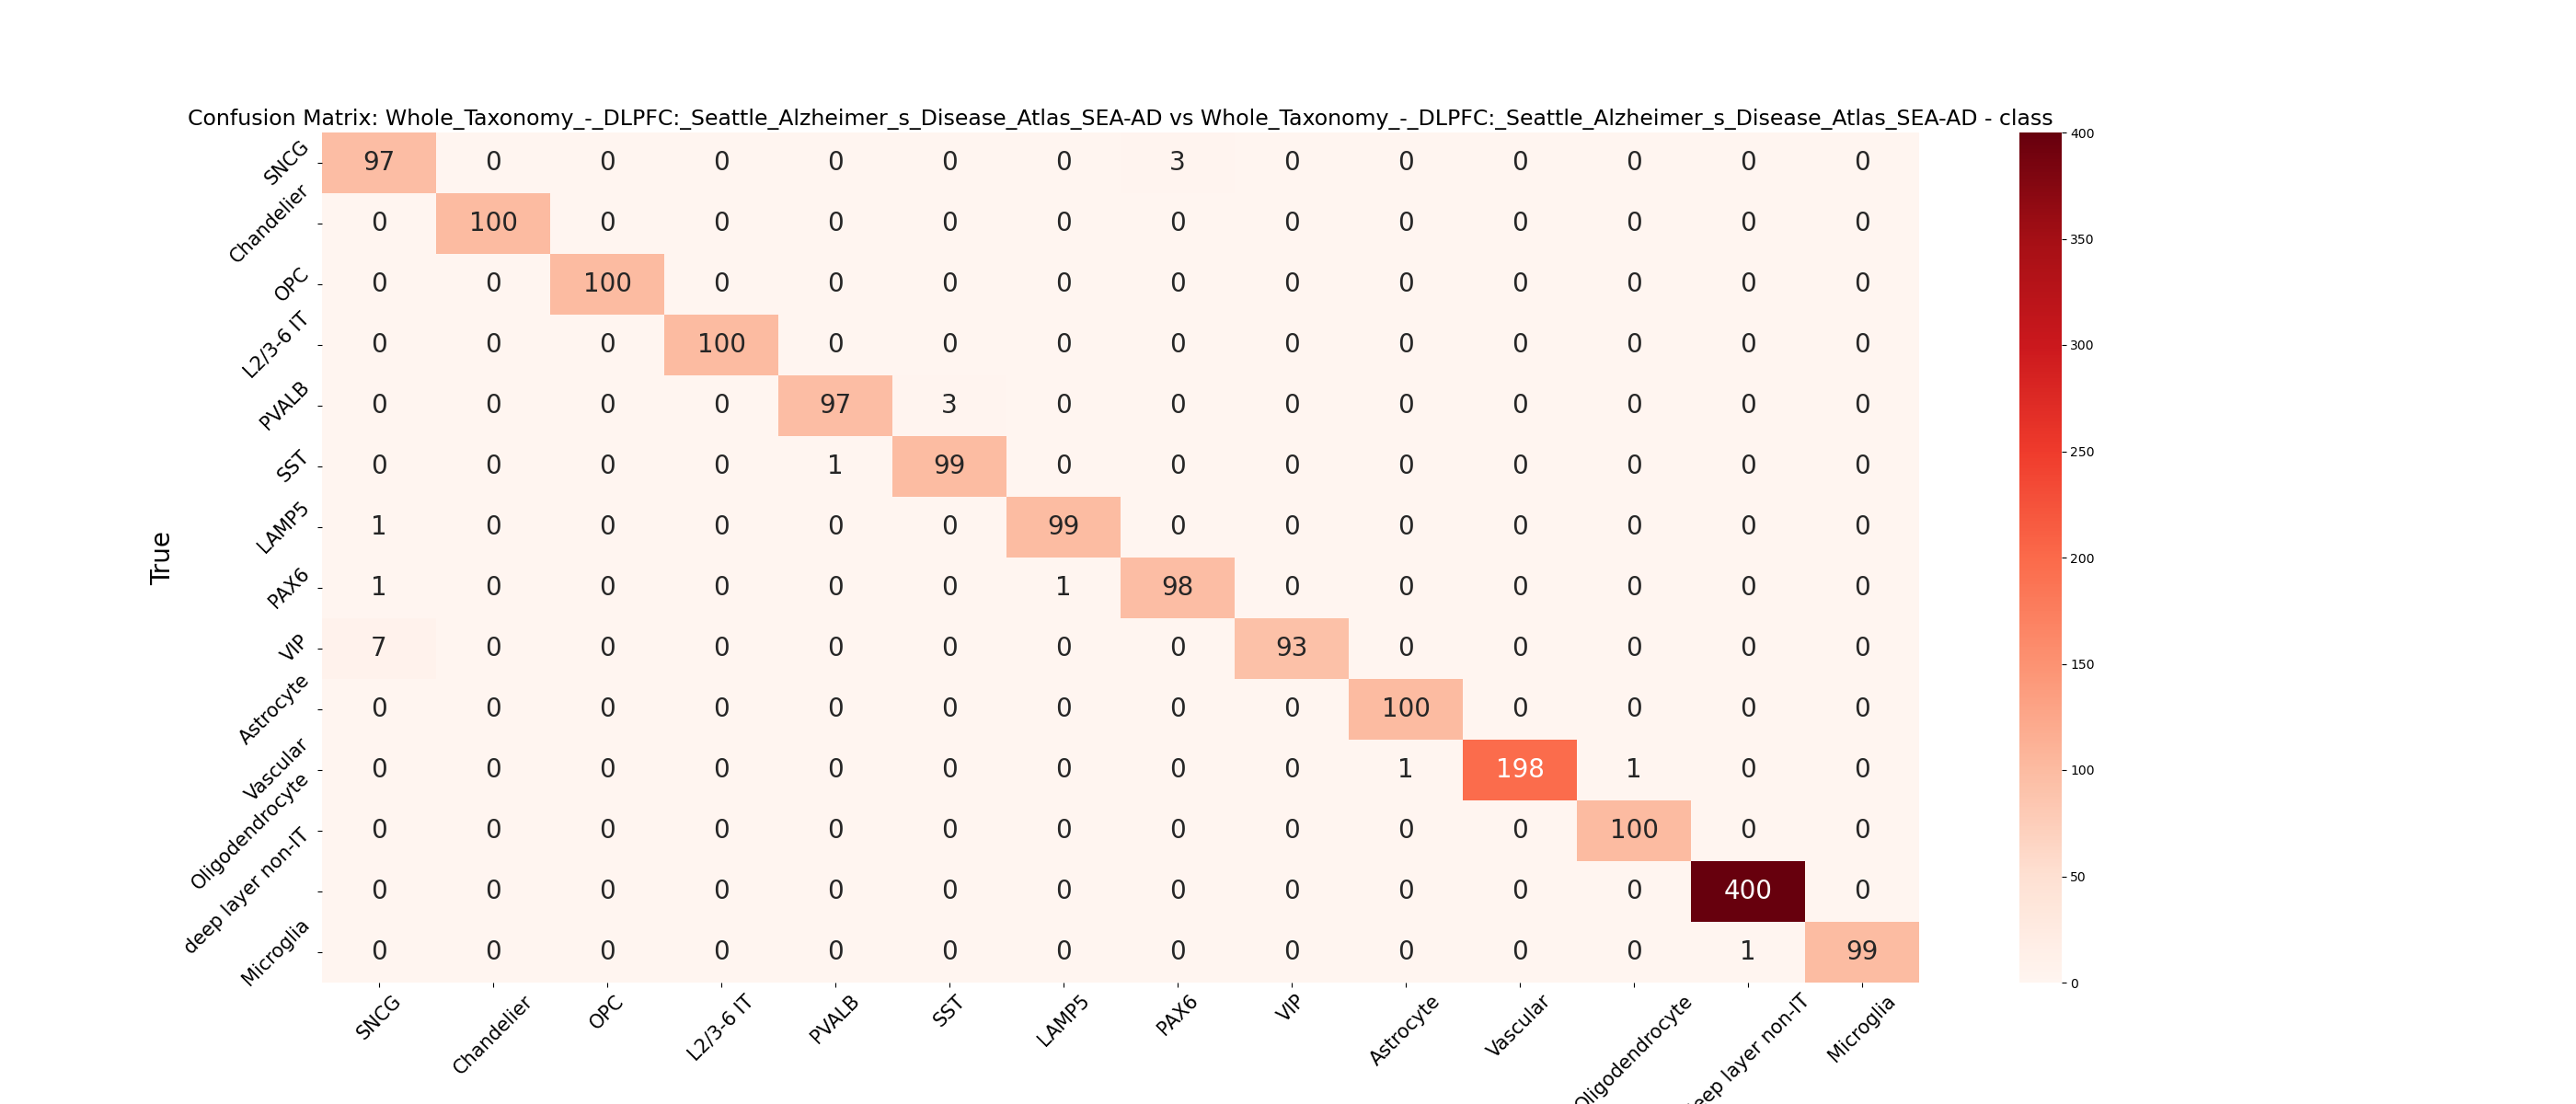 Confusion Matrix: Whole_Taxonomy_-_DLPFC:_Seattle_Alzheimer_s_Disease_Atlas_SEA-AD vs Whole_Taxonomy_-_DLPFC:_Seattle_Alzheimer_s_Disease_Atlas_SEA-AD - class
True
SNCG 97 0 0 0 0 0 0 3 0 0 0 0 0 0
Chandelier 0 100 0 0 0 0 0 0 0 0 0 0 0 0
OPC 0 0 100 0 0 0 0 0 0 0 0 0 0 0
L2/3-6 IT 0 0 0 100 0 0 0 0 0 0 0 0 0 0
PVALB 0 0 0 0 97 3 0 0 0 0 0 0 0 0
SST 0 0 0 0 1 99 0 0 0 0 0 0 0 0
LAMP5 1 0 0 0 0 0 99 0 0 0 0 0 0 0
PAX6 1 0 0 0 0 0 1 98 0 0 0 0 0 0
VIP 7 0 0 0 0 0 0 0 93 0 0 0 0 0
Astrocyte 0 0 0 0 0 0 0 0 0 100 0 0 0 0
Vascular 0 0 0 0 0 0 0 0 0 1 198 1 0 0
Oligodendrocyte 0 0 0 0 0 0 0 0 0 0 0 100 0 0
deep layer non-IT 0 0 0 0 0 0 0 0 0 0 0 0 400 0
Microglia 0 0 0 0 0 0 0 0 0 0 0 0 1 99
SNCG Chandelier OPC L2/3-6 IT PVALB SST LAMP5 PAX6 VIP Astrocyte Vascular Oligodendrocyte eep layer non-IT Microglia
400
350
300
250
200
150
100
50
0